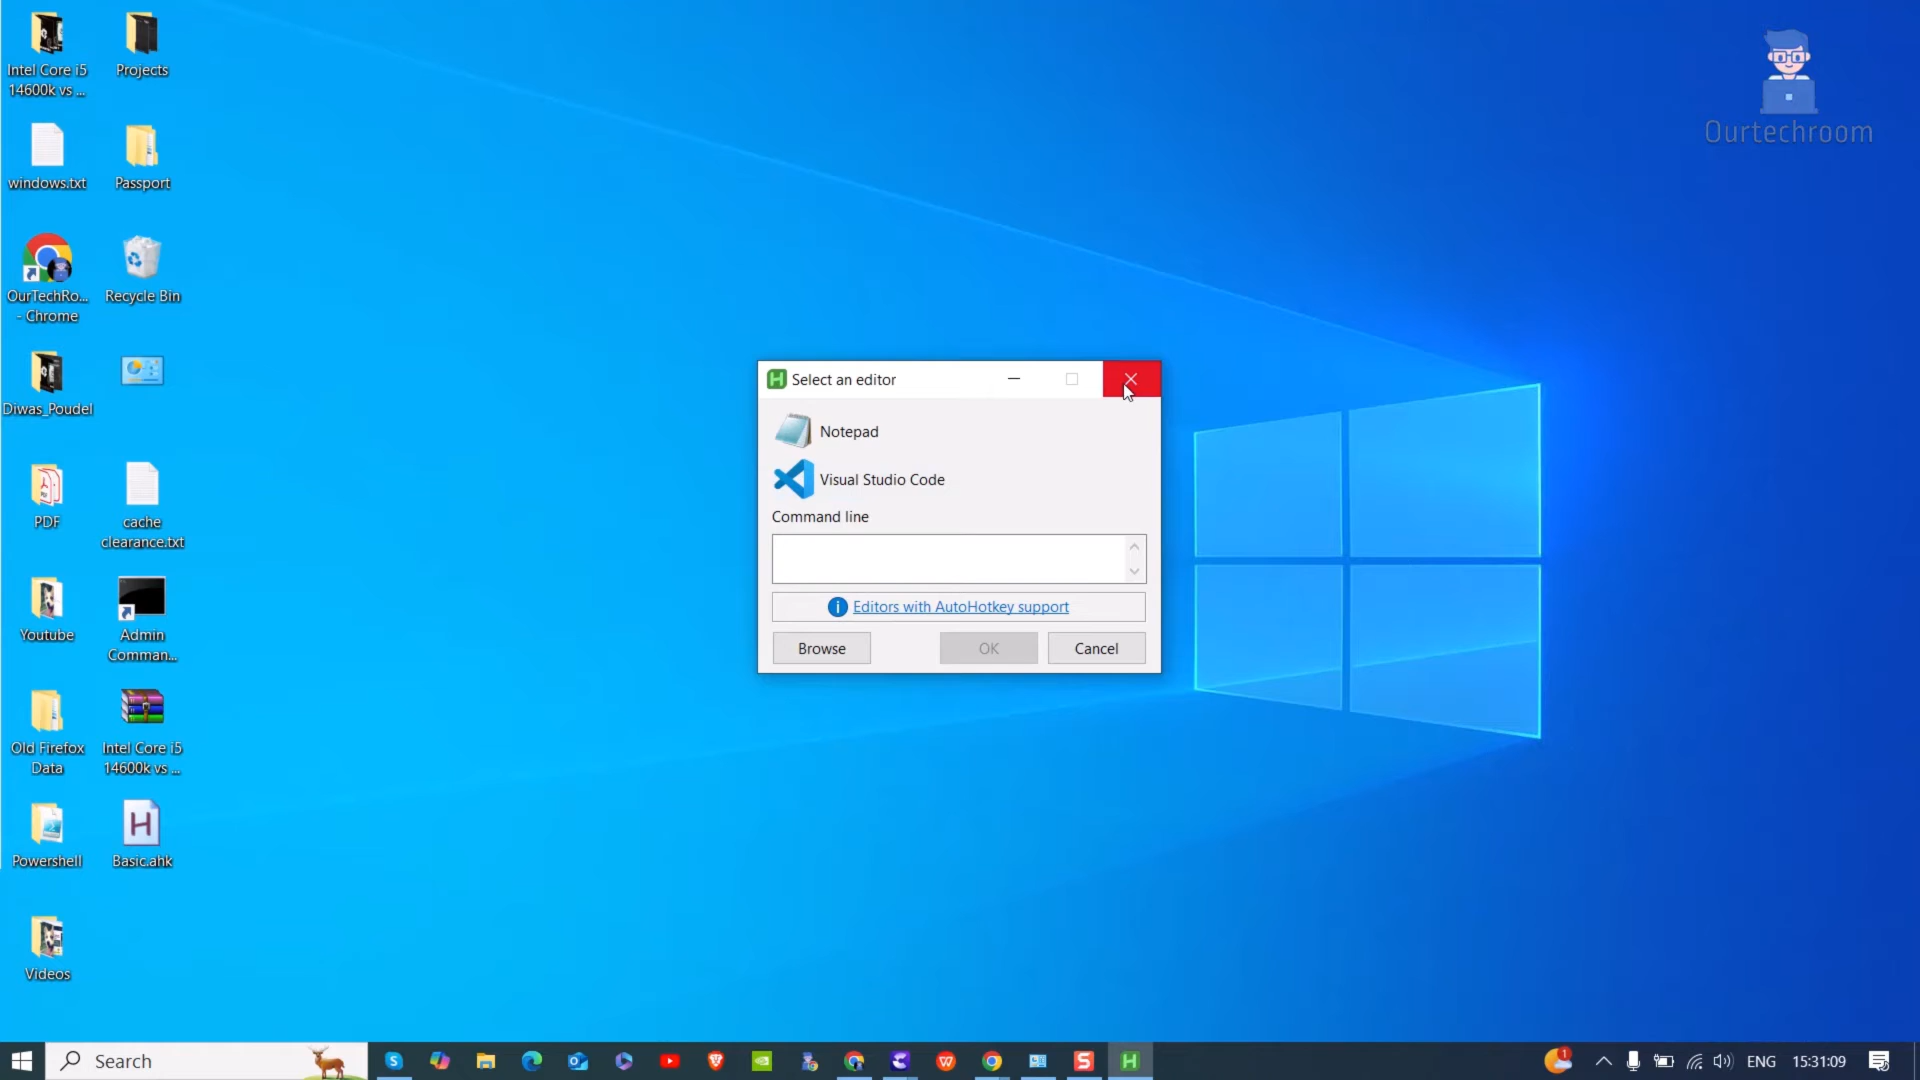 Intel Core i5
14600k vs ...
Projects
windows.txt
Passport
OurTechRo...
- Chrome
Recycle Bin
Diwas_Poudel
PDF
cache
clearance.txt
Youtube
Admin
Comman...
Old Firefox
Data
Intel Core i5
14600k vs ...
Powershell
Basic.ahk
Videos
Ourtechroom
Select an editor
Notepad
Visual Studio Code
Command line
Editors with AutoHotkey support
Browse
OK
Cancel
Search
1
ENG
15:31:09